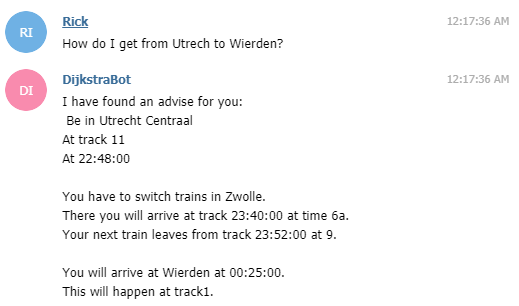 RI
Rick
12:17:36 AM
How do I get from Utrech to Wierden?
DI
DijkstraBot
12:17:36 AM
I have found an advise for you:
Be in Utrecht Centraal
At track 11
At 22:48:00
You have to switch trains in Zwolle.
There you will arrive at track 23:40:00 at time 6a.
Your next train leaves from track 23:52:00 at 9.
You will arrive at Wierden at 00:25:00.
This will happen at track1.